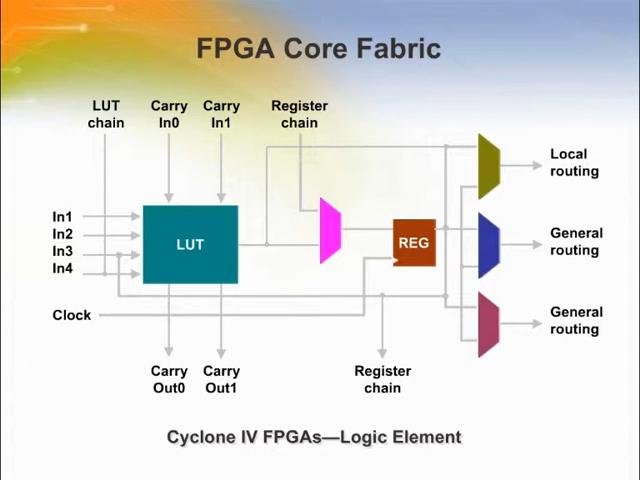 FPGA Core Fabric
LUT
chain
Carry
In0
Carry
In1
Register
chain
Local
routing
In1
In2
In3
In4
LUT
REG
General
routing
Clock
General
routing
Carry
Out0
Carry
Out1
Register
chain
Cyclone IV FPGAs—Logic Element